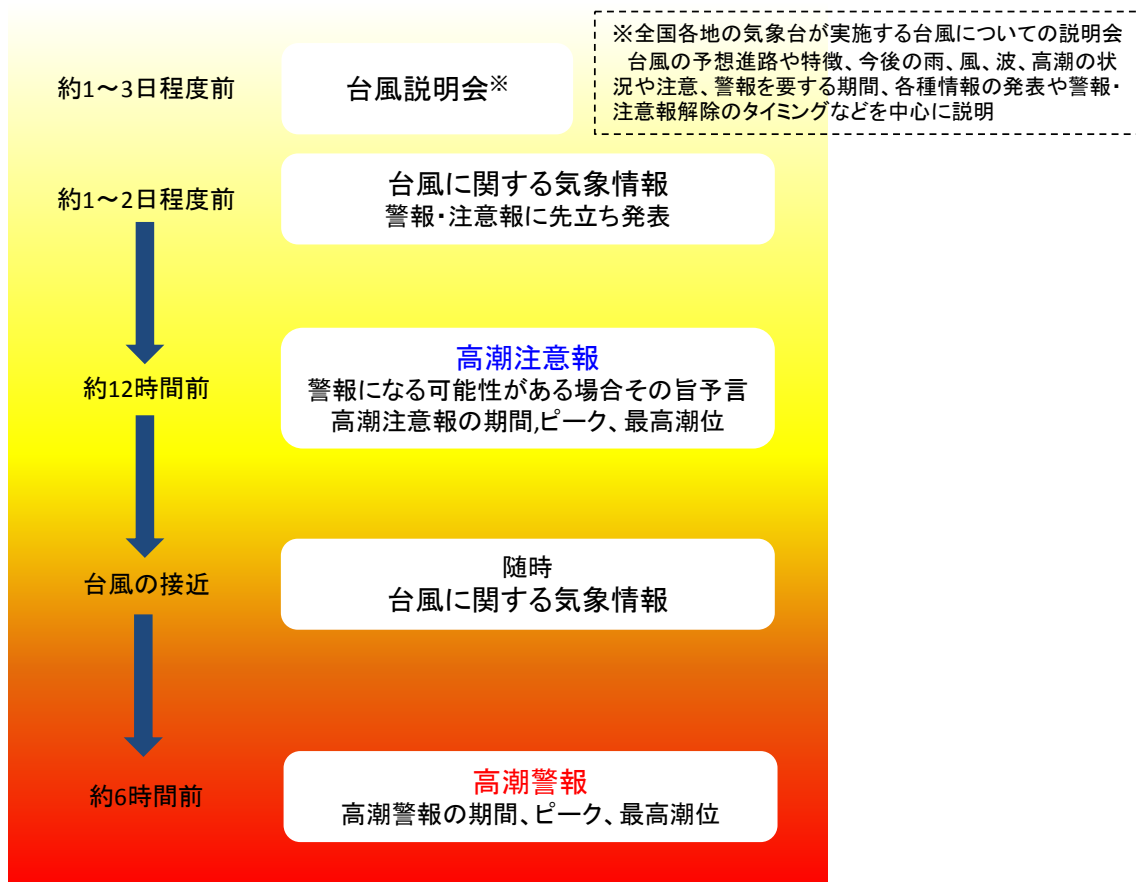 ※全国各地の気象台が実施する台風についての説明会
台風の予想進路や特徴、今後の雨、風、波、高潮の状
況や注意、警報を要する期間、各種情報の発表や警報・
注意報解除のタイミングなどを中心に説明
約1～3日程度前
台風説明会※
約1～2日程度前
台風に関する気象情報
警報・注意報に先立ち発表
約12時間前
高潮注意報
警報になる可能性がある場合その旨予言
高潮注意報の期間,ピーク、最高潮位
台風の接近
随時
台風に関する気象情報
約6時間前
高潮警報
高潮警報の期間、ピーク、最高潮位